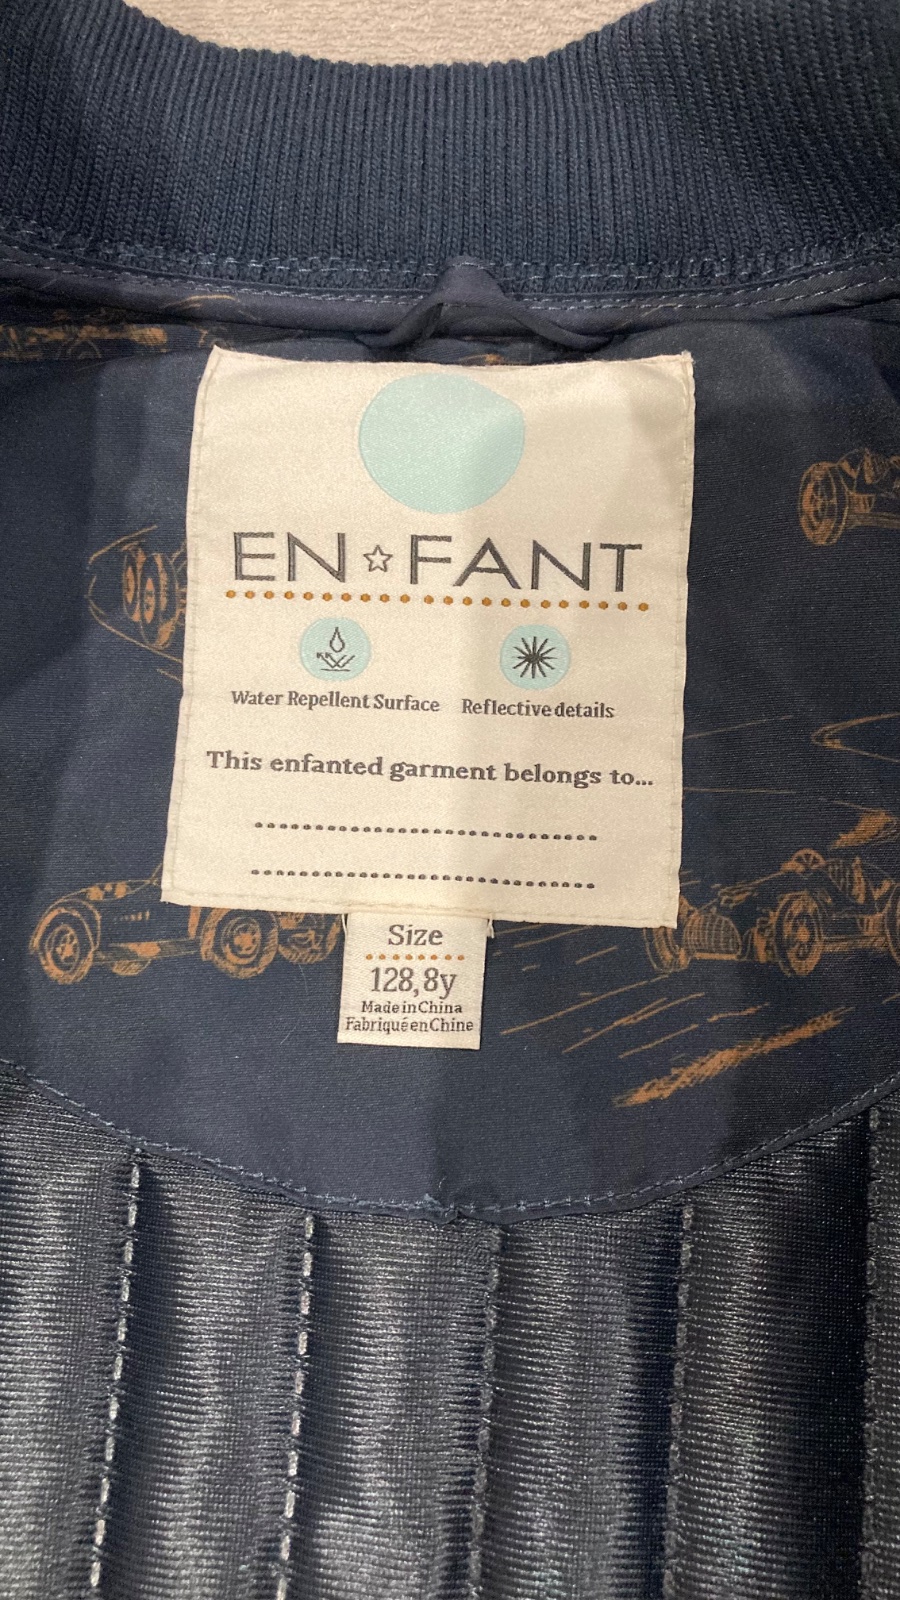 EN☆FANT
Water Repellent Surface
Reflective details
This enfanted garment belongs to...
Size
128,8y
Made in China
Fabriqué en Chine